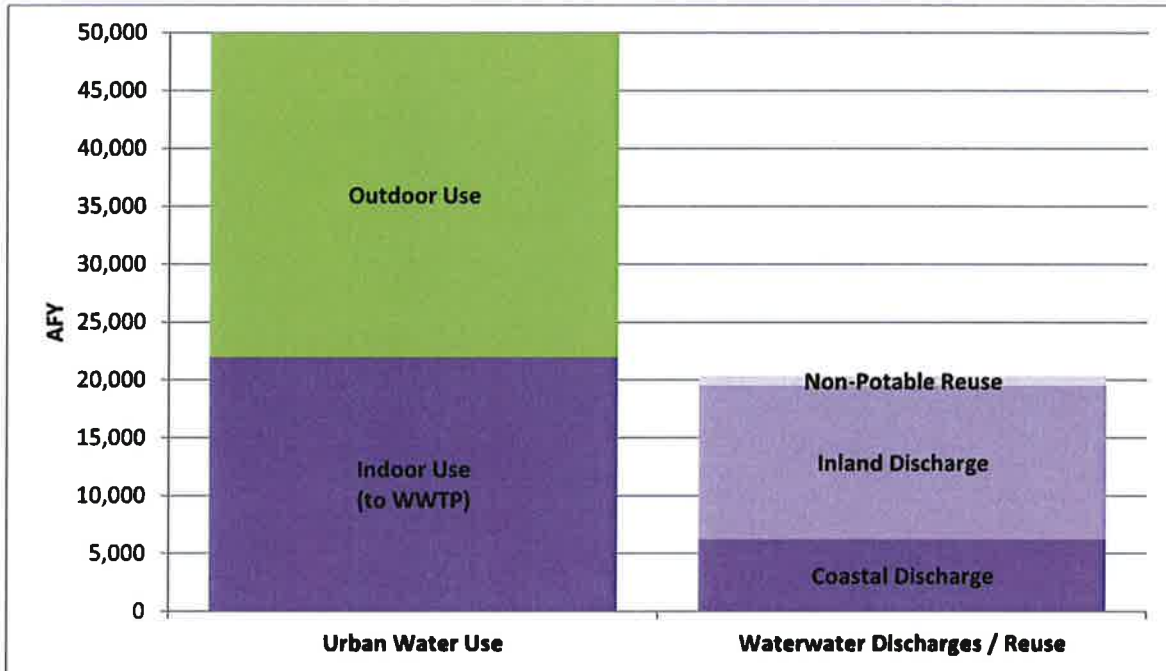 50,000
45,000
40,000
35,000
30,000
25,000
20,000
15,000
10,000
5,000
0
AFY
Outdoor Use
Indoor Use
(to WWTP)
Non-Potable Reuse
Inland Discharge
Coastal Discharge
Urban Water Use
Waterwater Discharges / Reuse